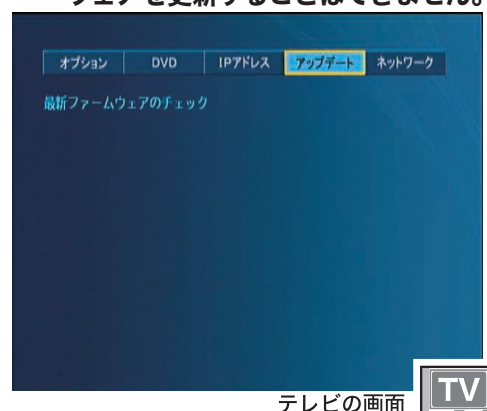 ウェアを更新することはできません。
オプション DVD IPアドレス アップデート ネットワーク
最新ファームウェアのチェック
テレビの画面 TV